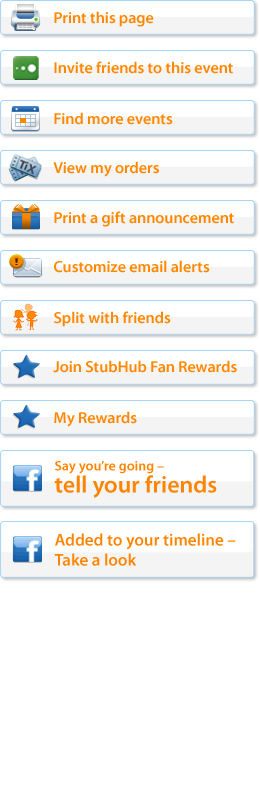 Print this page
Invite friends to this event
Find more events
TIX
View my orders
Print a gift announcement
Customize email alerts
Split with friends
Join StubHub Fan Rewards
My Rewards
Say you're going –
tell your friends
Added to your timeline –
Take a look